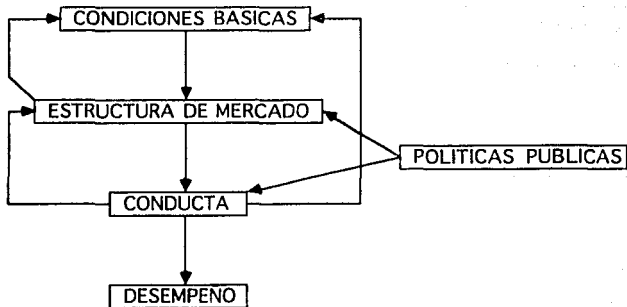 CONDICIONES BASICAS
ESTRUCTURA DE MERCADO
POLITICAS PUBLICAS
CONDUCTA
DESEMPEÑO